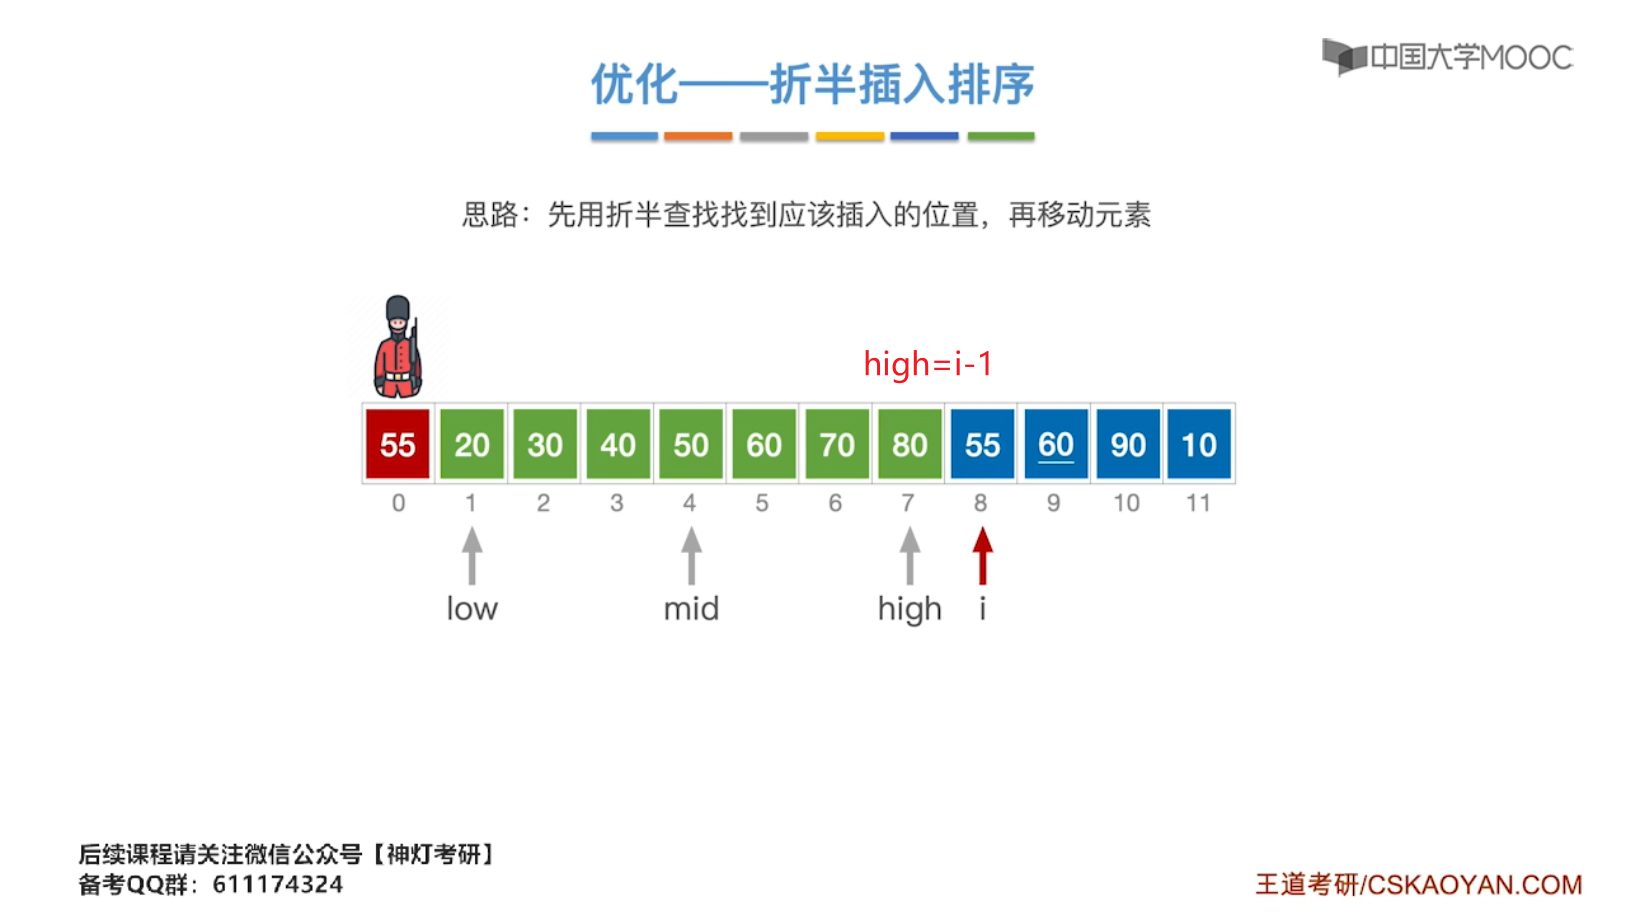 中国大学MOOC
优化——折半插入排序
思路：先用折半查找找到应该插入的位置，再移动元素
high=i-1
55 20 30 40 50 60 70 80 55 60 90 10
0 1 2 3 4 5 6 7 8 9 10 11
low mid high i
后续课程请关注微信公众号【神灯考研】
备考QQ群：611174324
王道考研/CSKAOYAN.COM